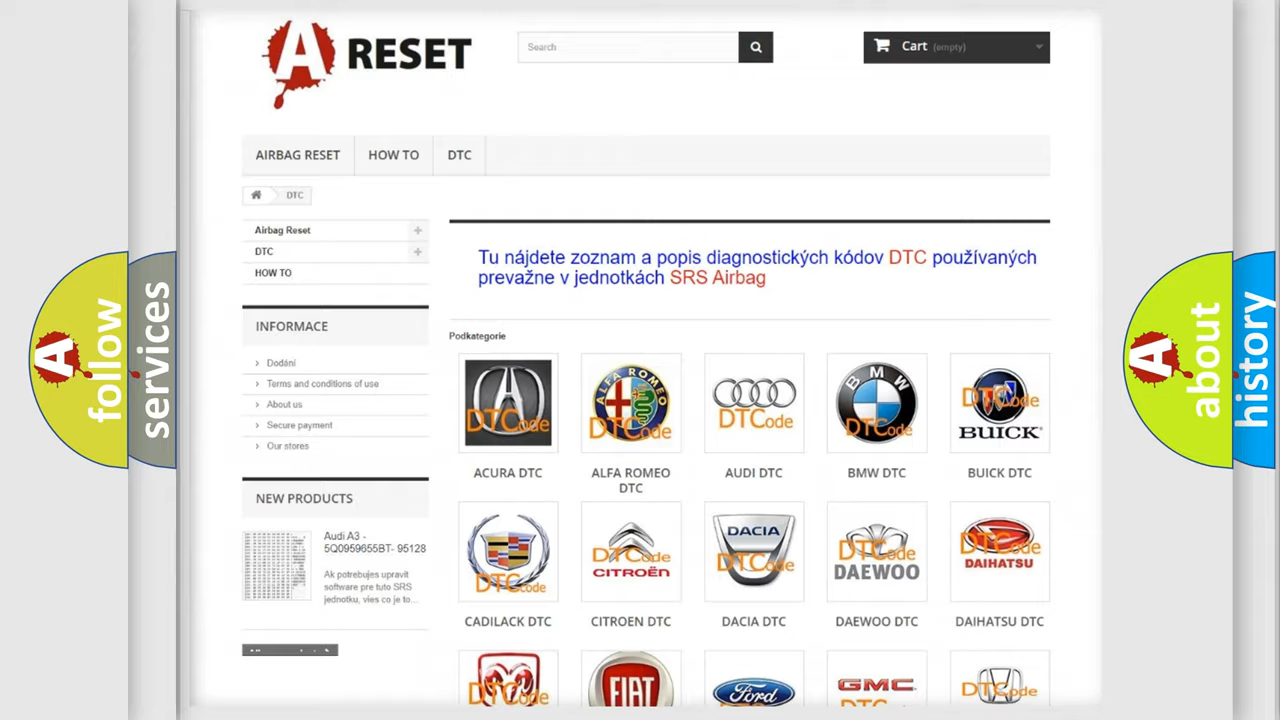 A RESET
Search
Cart (empty)
AIRBAG RESET
HOW TO
DTC
DTC
Airbag Reset
DTC
HOW TO
INFORMACE
Dodání
Terms and conditions of use
About us
Secure payment
Our stores
NEW PRODUCTS
Audi A3 -
5Q0959655BT- 95128
Ak potrebujes upravit
software pre tuto SRS
jednotku, vies co je to...
Tu nájdete zoznam a popis diagnostických kódov DTC používaných
prevažne v jednotkách SRS Airbag
Podkategorie
DTCode
ALFA ROMEO
DTCode
DTCode
BMW
DTCode
DTCode
BUICK
ACURA DTC
ALFA ROMEO
DTC
AUDI DTC
BMW DTC
BUICK DTC
DTCode
DTCode
CITROËN
DACIA
DTCode
DTCode
DAEWOO
DTCode
DAIHATSU
CADILACK DTC
CITROEN DTC
DACIA DTC
DAEWOO DTC
DAIHATSU DTC
DTCode
FIAT
Ford
GMC
DTCode
A follow
services
A about
history